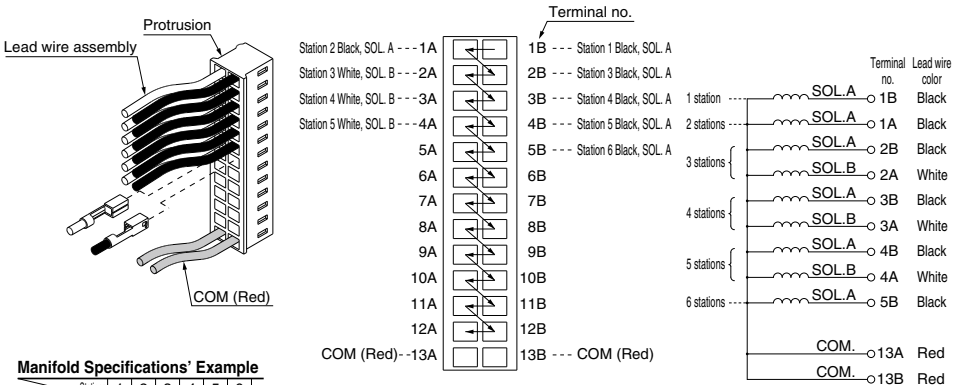 Protrusion
Lead wire assembly
COM (Red)
Terminal no.
Station 2 Black, SOL. A ---1A 1B --- Station 1 Black, SOL. A
Station 3 White, SOL. B ---2A 2B --- Station 3 Black, SOL. A
Station 4 White, SOL. B ---3A 3B --- Station 4 Black, SOL. A
Station 5 White, SOL. B ---4A 4B --- Station 5 Black, SOL. A
5A 5B --- Station 6 Black, SOL. A
6A 6B
7A 7B
8A 8B
9A 9B
10A 10B
11A 11B
12A 12B
COM (Red)--13A 13B --- COM (Red)
Terminal no. Lead wire color
1 station SOL.A 1B Black
2 stations SOL.A 1A Black
3 stations SOL.A 2B Black
SOL.B 2A White
4 stations SOL.A 3B Black
SOL.B 3A White
5 stations SOL.A 4B Black
SOL.B 4A White
6 stations SOL.A 5B Black
COM. 13A Red
COM. 13B Red
Manifold Specifications' Example